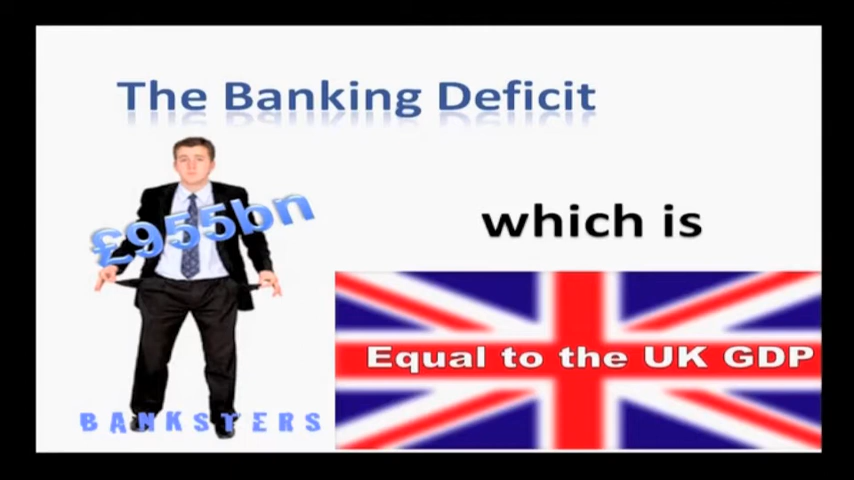 The Banking Deficit
£955bn
which is
Equal to the UK GDP
BANKSTERS